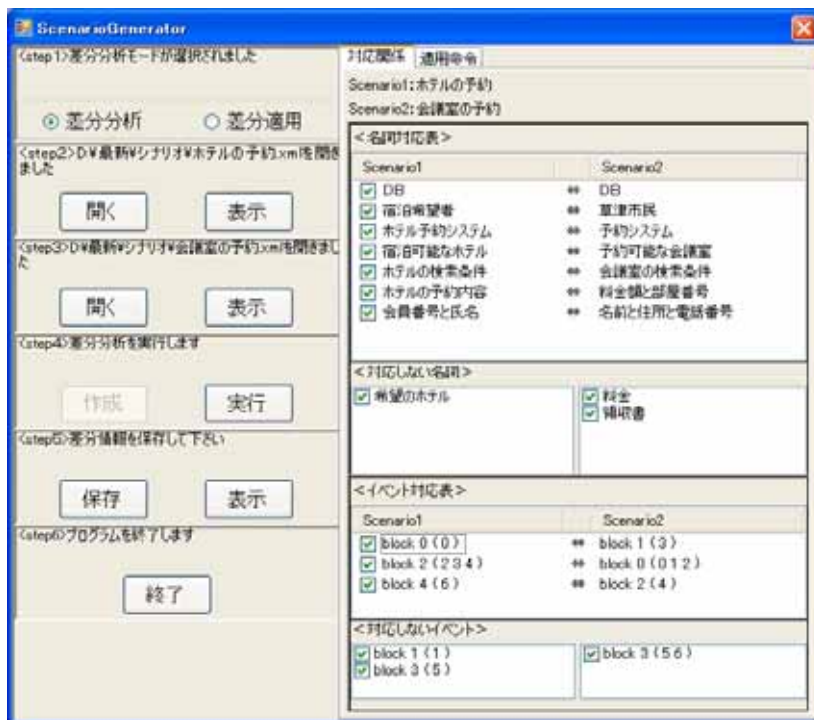 ScenarioGenerator
<step1>差分分析モードが選択されました
差分分析
差分適用
<step2>D¥最新¥シナリオ¥ホテルの予約.xmlを開き
ました
開く
表示
<step3>D¥最新¥シナリオ¥会議室の予約.xmlを開きまし
た
開く
表示
<step4>差分分析を実行します
作成
実行
<step5>差分情報を保存して下さい
保存
表示
<step6>プログラムを終了します
終了
対応関係 適用命令
Scenario1:ホテルの予約
Scenario2:会議室の予約
<名詞対応表>
Scenario1 Scenario2
DB ⇔ DB
宿泊希望者 ⇔ 草津市民
ホテル予約システム ⇔ 予約システム
宿泊可能なホテル ⇔ 予約可能な会議室
ホテルの検索条件 ⇔ 会議室の検索条件
ホテルの予約内容 ⇔ 料金額と部屋番号
会員番号と氏名 ⇔ 名前と住所と電話番号
<対応しない名詞>
希望のホテル
料金
領収書
<イベント対応表>
Scenario1 Scenario2
block 0 ( 0 ) ⇔ block 1 ( 3 )
block 2 ( 2 3 4 ) ⇔ block 0 ( 0 1 2 )
block 4 ( 6 ) ⇔ block 2 ( 4 )
<対応しないイベント>
block 1 ( 1 )
block 3 ( 5 )
block 3 ( 5 6 )